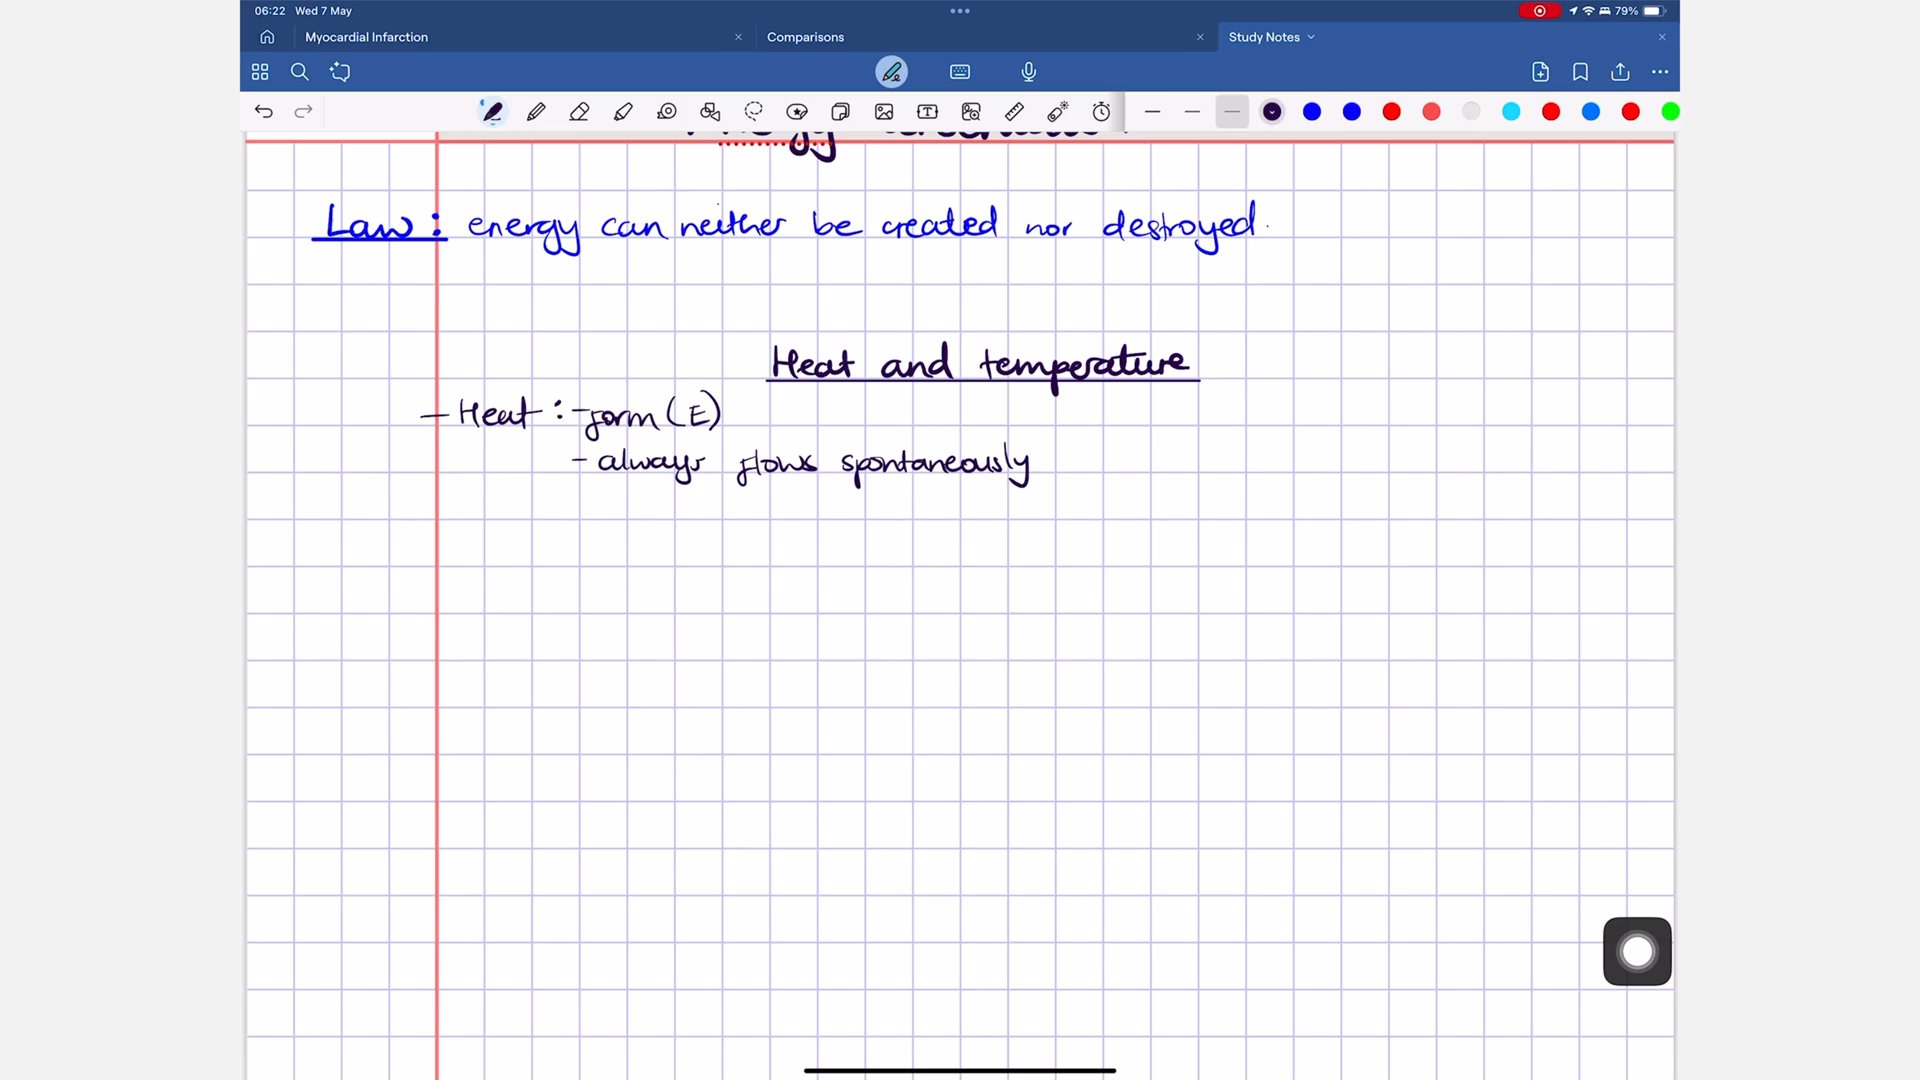 06:22 Wed 7 May
79%
Myocardial Infarction
Comparisons
Study Notes
Law: energy can neither be created nor destroyed.
Heat and temperature
- Heat: - form (E)
- always flows spontaneously